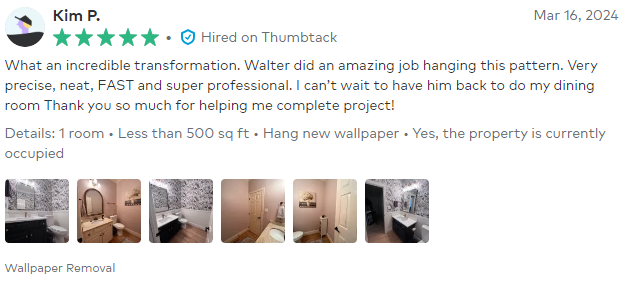 Kim P.
Mar 16, 2024
• Hired on Thumbtack
What an incredible transformation. Walter did an amazing job hanging this pattern. Very
precise, neat, FAST and super professional. I can't wait to have him back to do my dining
room Thank you so much for helping me complete project!
Details: 1 room • Less than 500 sq ft • Hang new wallpaper • Yes, the property is currently
occupied
Wallpaper Removal